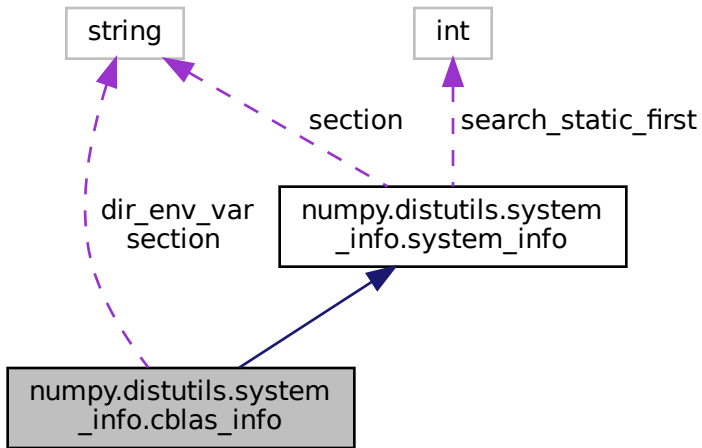 string
int
section
search_static_first
dir_env_var
section
numpy.distutils.system
_info.system_info
numpy.distutils.system
_info.cblas_info